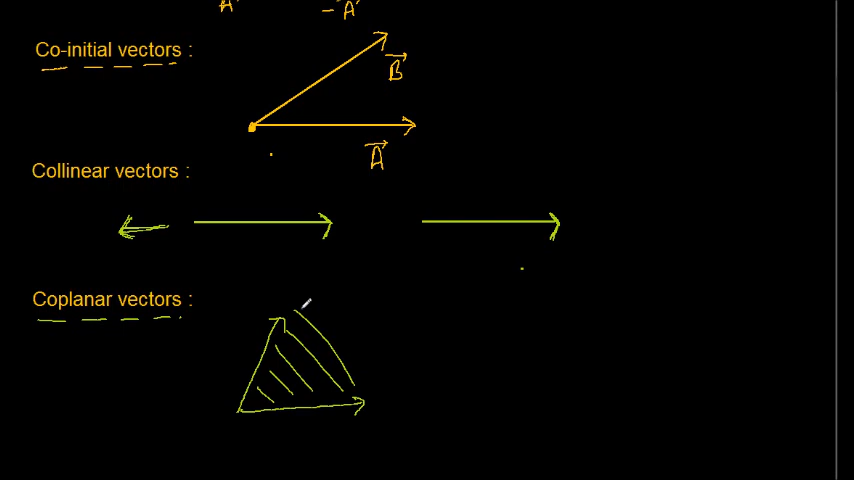 A⃗ -A⃗
Co-initial vectors :
B⃗
A⃗
Collinear vectors :
Coplanar vectors :